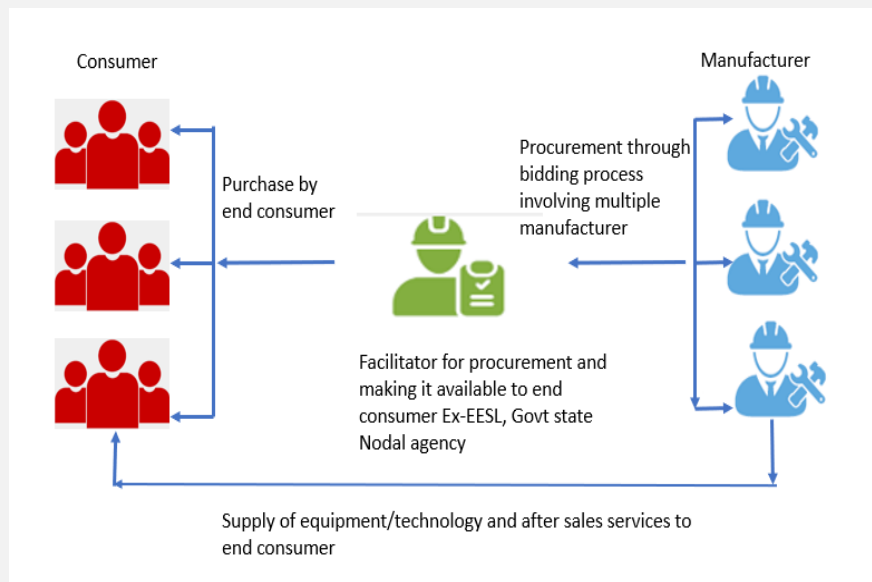 Consumer
Manufacturer
Purchase by
end consumer
Procurement through
bidding process
involving multiple
manufacturer
Facilitator for procurement and
making it available to end
consumer Ex-EESL, Govt state
Nodal agency
Supply of equipment/technology and after sales services to
end consumer